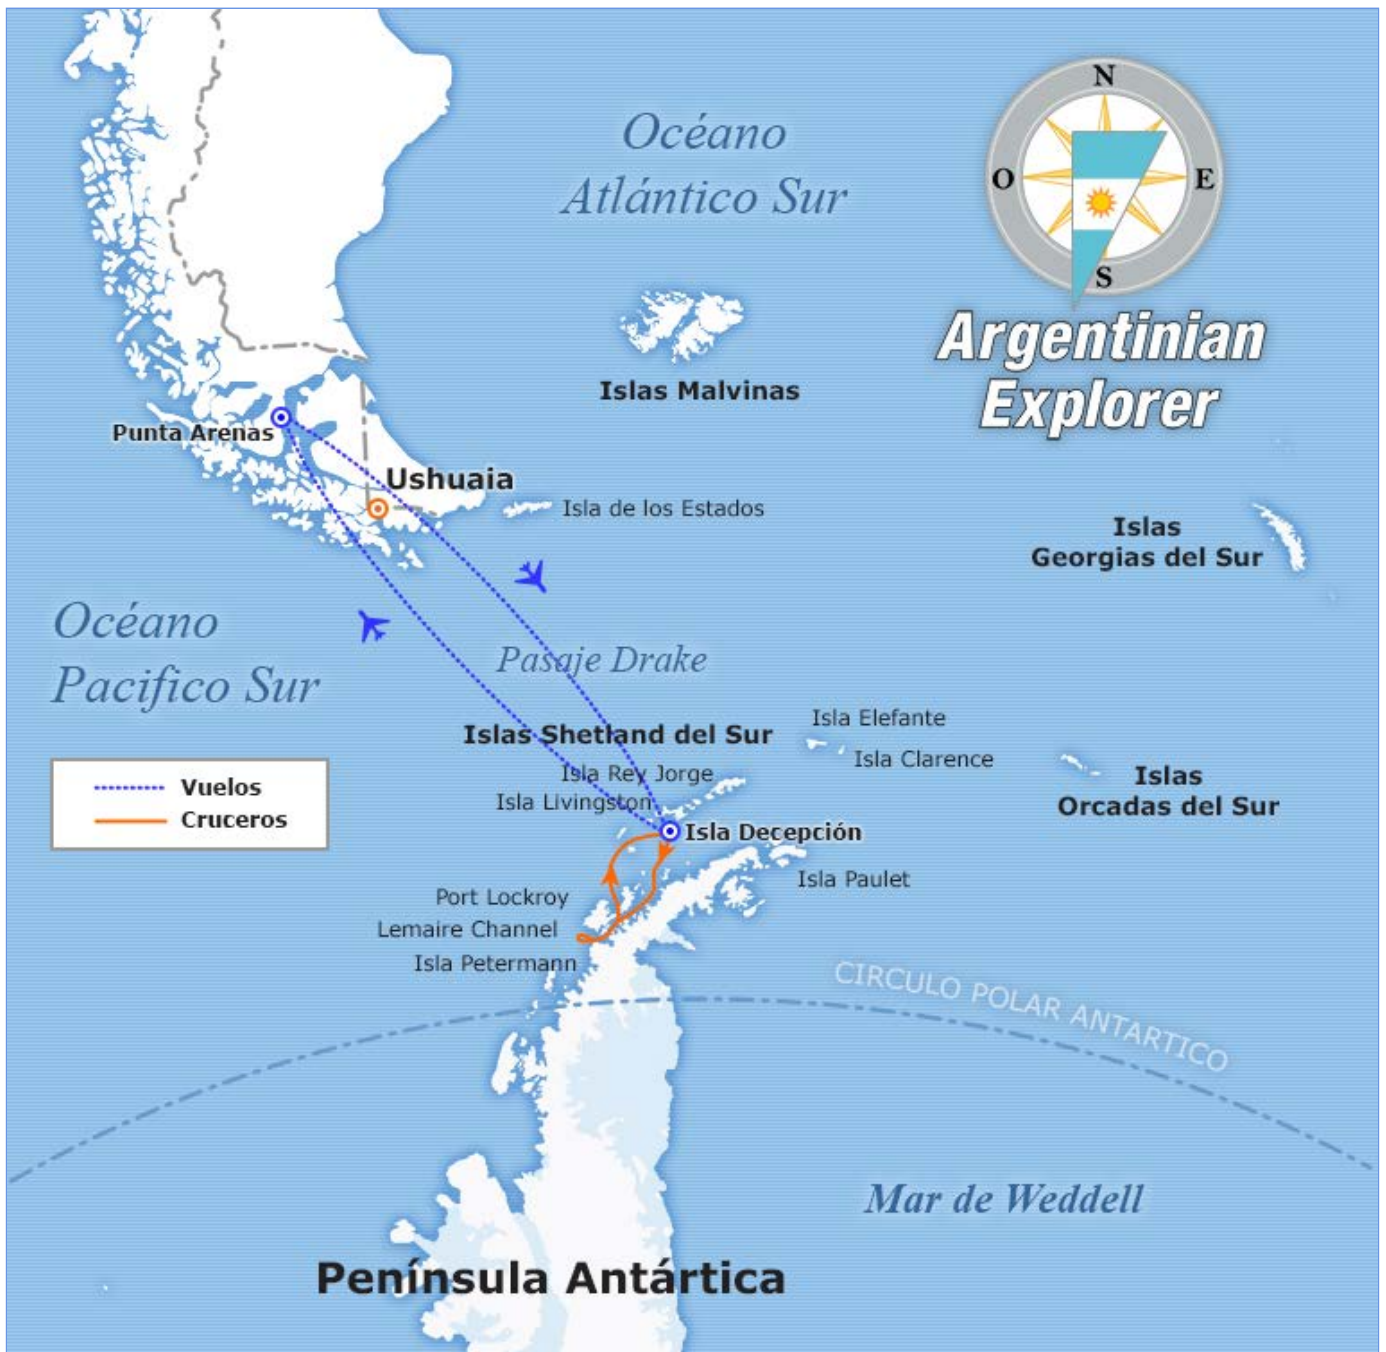 N
Océano
Atlántico Sur
O
E
S
Argentinian
Explorer
Islas Malvinas
Punta Arenas
Ushuaia
Isla de los Estados
Islas
Georgias del Sur
Océano
Pacifico Sur
Pasaje Drake
Isla Elefante
Islas Shetland del Sur
Isla Clarence
Isla Rey Jorge
Islas
Orcadas del Sur
Vuelos
Isla Livingston
Cruceros
Isla Decepción
Isla Paulet
Port Lockroy
Lemaire Channel
Isla Petermann
CIRCULO POLAR ANTARTICO
Mar de Weddell
Península Antártica